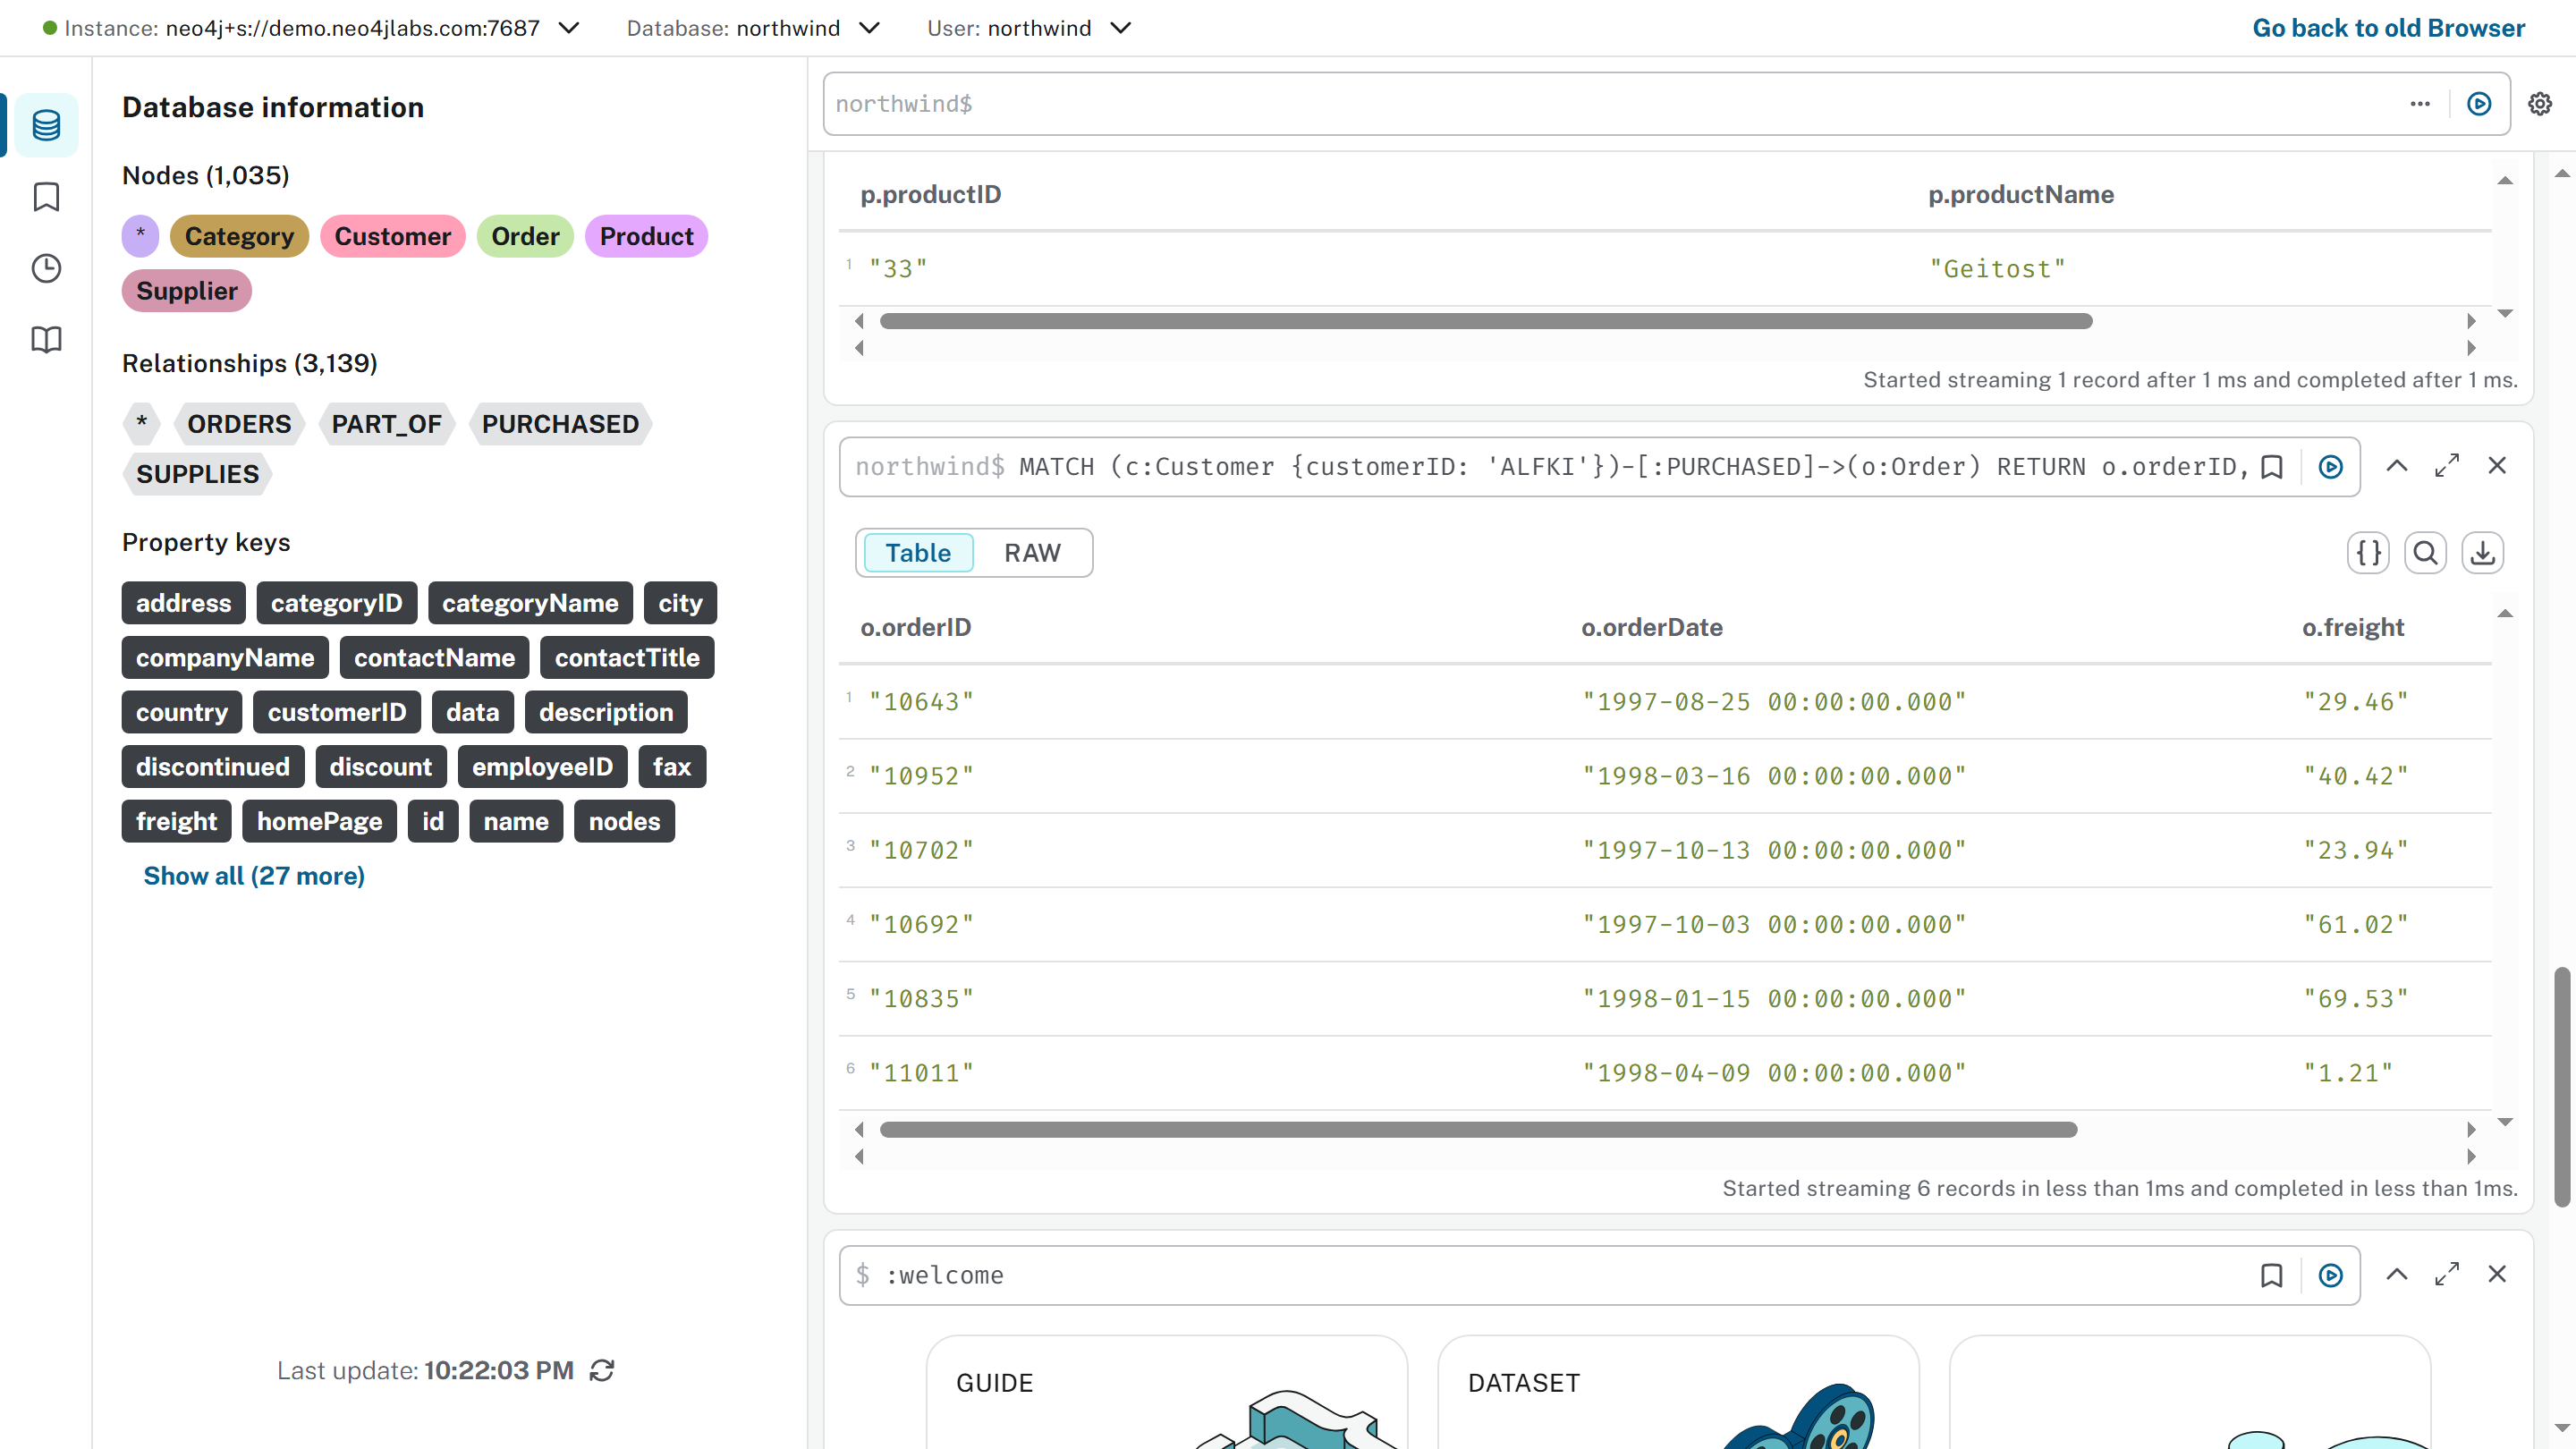 Instance: neo4j+s://demo.neo4jlabs.com:7687 Database: northwind User: northwind Go back to old Browser
Database information
Nodes (1,035)
* Category Customer Order Product
Supplier
Relationships (3,139)
* ORDERS PART_OF PURCHASED
SUPPLIES
Property keys
address categoryID categoryName city
companyName contactName contactTitle
country customerID data description
discontinued discount employeeID fax
freight homePage id name nodes
Show all (27 more)
Last update: 10:22:03 PM
northwind$
p.productID p.productName
1 "33" "Geitost"
Started streaming 1 record after 1 ms and completed after 1 ms.
northwind$ MATCH (c:Customer {customerID: 'ALFKI'})-[:PURCHASED]->(o:Order) RETURN o.orderID,
Table RAW
o.orderID o.orderDate o.freight
1 "10643" "1997-08-25 00:00:00.000" "29.46"
2 "10952" "1998-03-16 00:00:00.000" "40.42"
3 "10702" "1997-10-13 00:00:00.000" "23.94"
4 "10692" "1997-10-03 00:00:00.000" "61.02"
5 "10835" "1998-01-15 00:00:00.000" "69.53"
6 "11011" "1998-04-09 00:00:00.000" "1.21"
Started streaming 6 records in less than 1ms and completed in less than 1ms.
$ :welcome
GUIDE DATASET